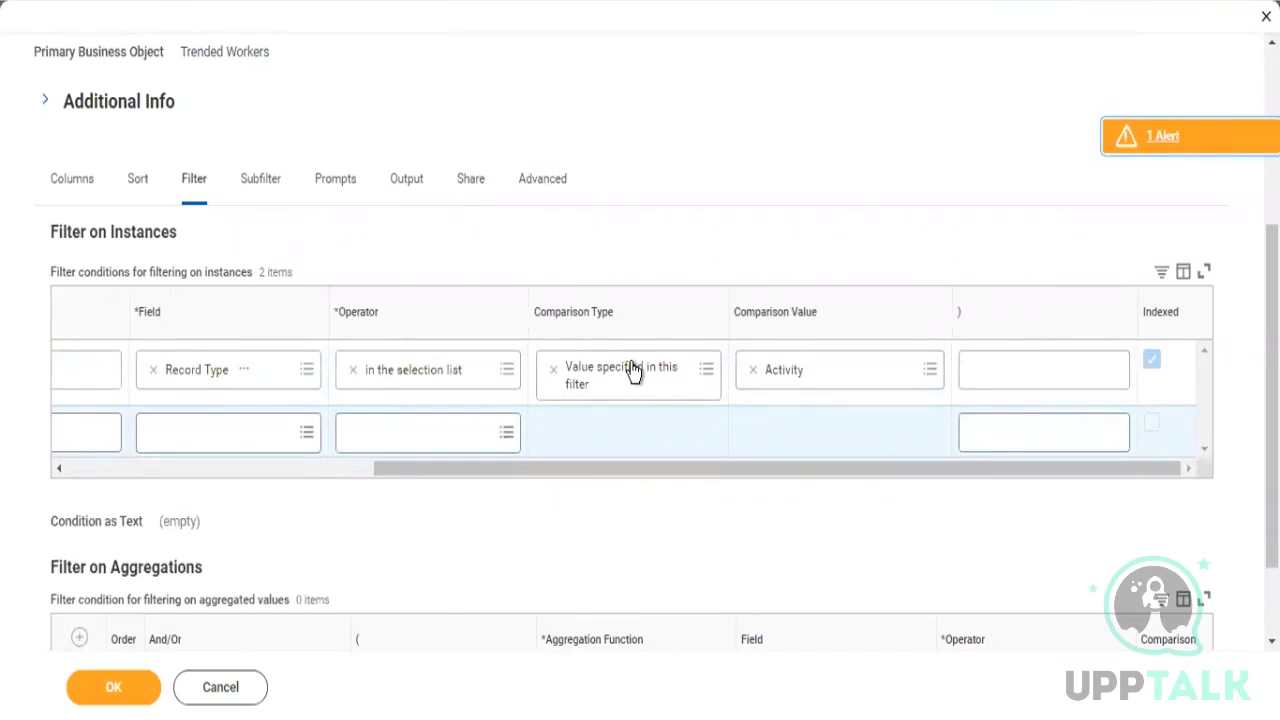 Primary Business Object Trended Workers
Additional Info
1 Alert
Columns Sort Filter Subfilter Prompts Output Share Advanced
Filter on Instances
Filter conditions for filtering on instances 2 items
*Field *Operator Comparison Type Comparison Value ) Indexed
Record Type in the selection list Value specified in this filter Activity
Condition as Text (empty)
Filter on Aggregations
Filter condition for filtering on aggregated values 0 items
Order And/Or ( *Aggregation Function Field *Operator Comparison
OK Cancel
UPPTALK